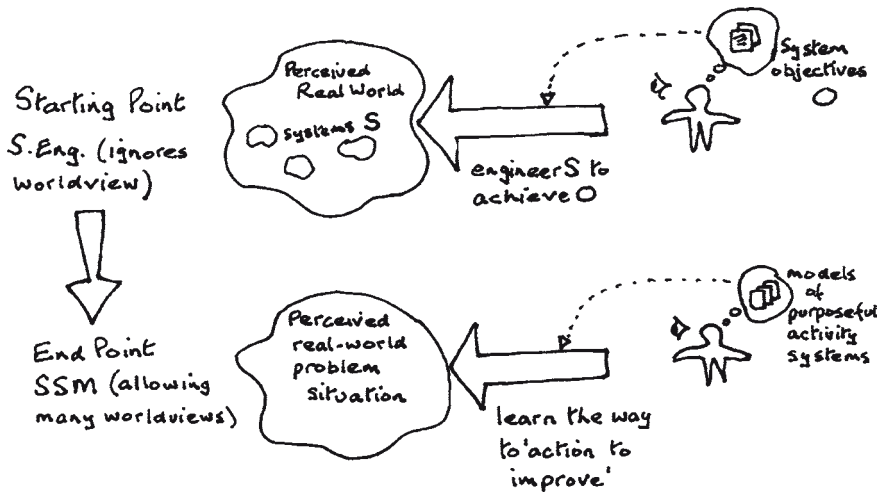 Starting Point
S.Eng. (ignores
worldview)
Perceived
Real World
Systems S
engineer S to
achieve O
System
objectives
O
End Point
SSM (allowing
many worldviews)
Perceived
real-world
problem
situation
learn the way
to 'action to
improve'
models
of
purposeful
activity
systems